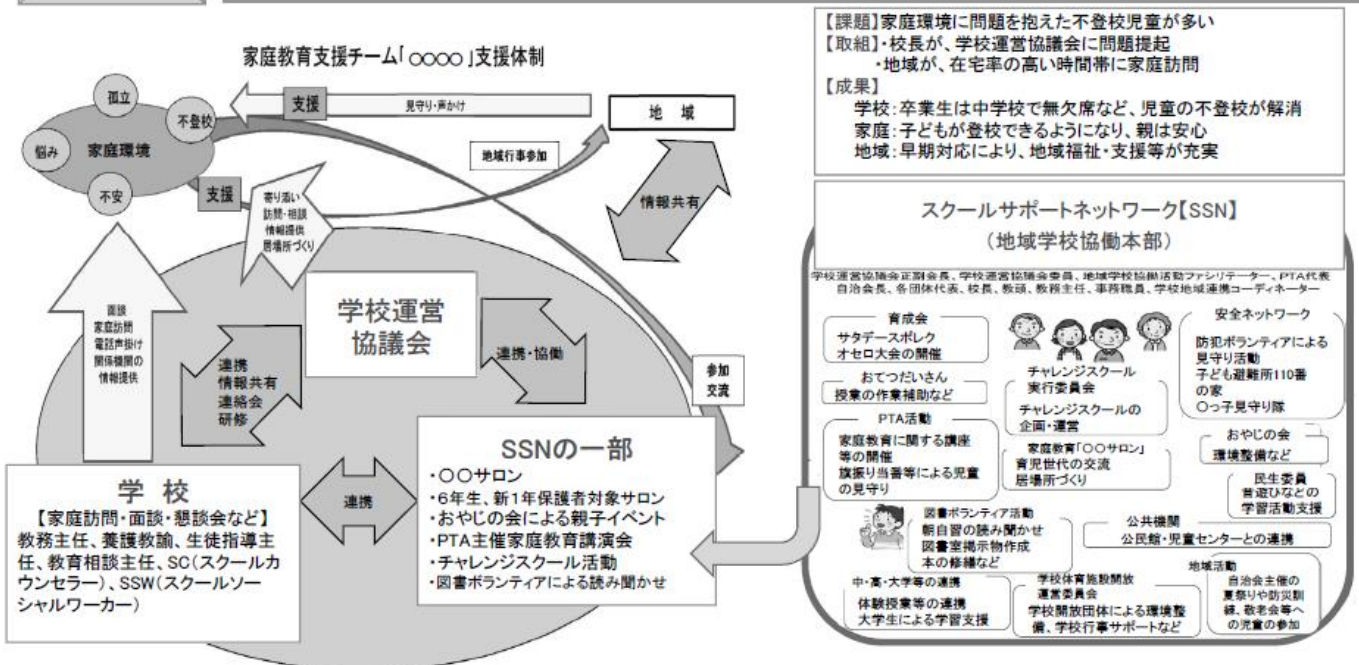 家庭教育支援チーム「○○○○」支援体制
孤立
不登校
悩み
家庭環境
不安
支援
見守り・声かけ
地 域
地域行事参加
支援
寄り添い
訪問・相談
情報提供
居場所づくり
情報共有
面談
家庭訪問
電話声掛け
関係機関の
情報提供
学校運営
協議会
連携
情報共有
連絡会
研修
連携・協働
参加
交流
学 校
【家庭訪問・面談・懇談会など】
教務主任、養護教諭、生徒指導主
任、教育相談主任、SC(スクールカ
ウンセラー)、SSW(スクールソー
シャルワーカー)
連携
SSNの一部
・○○サロン
・6年生、新1年保護者対象サロン
・おやじの会による親子イベント
・PTA主催家庭教育講演会
・チャレンジスクール活動
・図書ボランティアによる読み聞かせ
【課題】家庭環境に問題を抱えた不登校児童が多い
【取組】・校長が、学校運営協議会に問題提起
・地域が、在宅率の高い時間帯に家庭訪問
【成果】
学校:卒業生は中学校で無欠席など、児童の不登校が解消
家庭:子どもが登校できるようになり、親は安心
地域:早期対応により、地域福祉・支援等が充実
スクールサポートネットワーク【SSN】
(地域学校協働本部)
学校運営協議会正副会長、学校運営協議会委員、地域学校協働活動ファシリテーター、PTA代表
自治会長、各団体代表、校長、教頭、教務主任、事務職員、学校地域連携コーディネーター
育成会
サタデースポレク
オセロ大会の開催
おてつだいさん
授業の作業補助など
PTA活動
家庭教育に関する講座
等の開催
旗振り当番等による児童
の見守り
チャレンジスクール
実行委員会
チャレンジスクールの
企画・運営
家庭教育「○○サロン」
育児世代の交流
居場所づくり
安全ネットワーク
防犯ボランティアによる
見守り活動
子ども避難所110番
の家
○っ子見守り隊
おやじの会
環境整備など
民生委員
昔遊びなどの
学習活動支援
図書ボランティア活動
朝自習の読み聞かせ
図書室掲示物作成
本の修繕など
公共機関
公民館・児童センターとの連携
中・高・大学等の連携
体験授業等の連携
大学生による学習支援
学校体育施設開放
運営委員会
学校開放団体による環境整
備、学校行事サポートなど
地域活動
自治会主催の
夏祭りや防災訓
練、敬老会等へ
の児童の参加